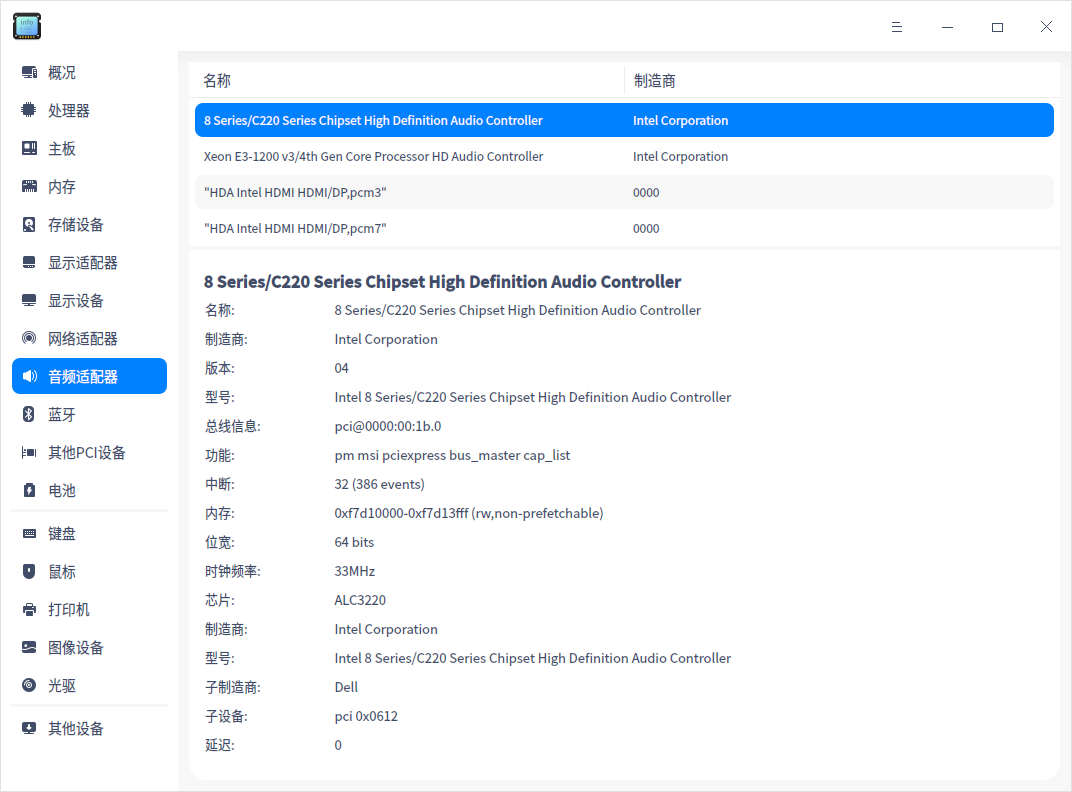 info
概况
处理器
主板
内存
存储设备
显示适配器
显示设备
网络适配器
音频适配器
蓝牙
其他PCI设备
电池
键盘
鼠标
打印机
图像设备
光驱
其他设备
名称 制造商
8 Series/C220 Series Chipset High Definition Audio Controller Intel Corporation
Xeon E3-1200 v3/4th Gen Core Processor HD Audio Controller Intel Corporation
"HDA Intel HDMI HDMI/DP,pcm3" 0000
"HDA Intel HDMI HDMI/DP,pcm7" 0000
8 Series/C220 Series Chipset High Definition Audio Controller
名称: 8 Series/C220 Series Chipset High Definition Audio Controller
制造商: Intel Corporation
版本: 04
型号: Intel 8 Series/C220 Series Chipset High Definition Audio Controller
总线信息: pci@0000:00:1b.0
功能: pm msi pciexpress bus_master cap_list
中断: 32 (386 events)
内存: 0xf7d10000-0xf7d13fff (rw,non-prefetchable)
位宽: 64 bits
时钟频率: 33MHz
芯片: ALC3220
制造商: Intel Corporation
型号: Intel 8 Series/C220 Series Chipset High Definition Audio Controller
子制造商: Dell
子设备: pci 0x0612
延迟: 0